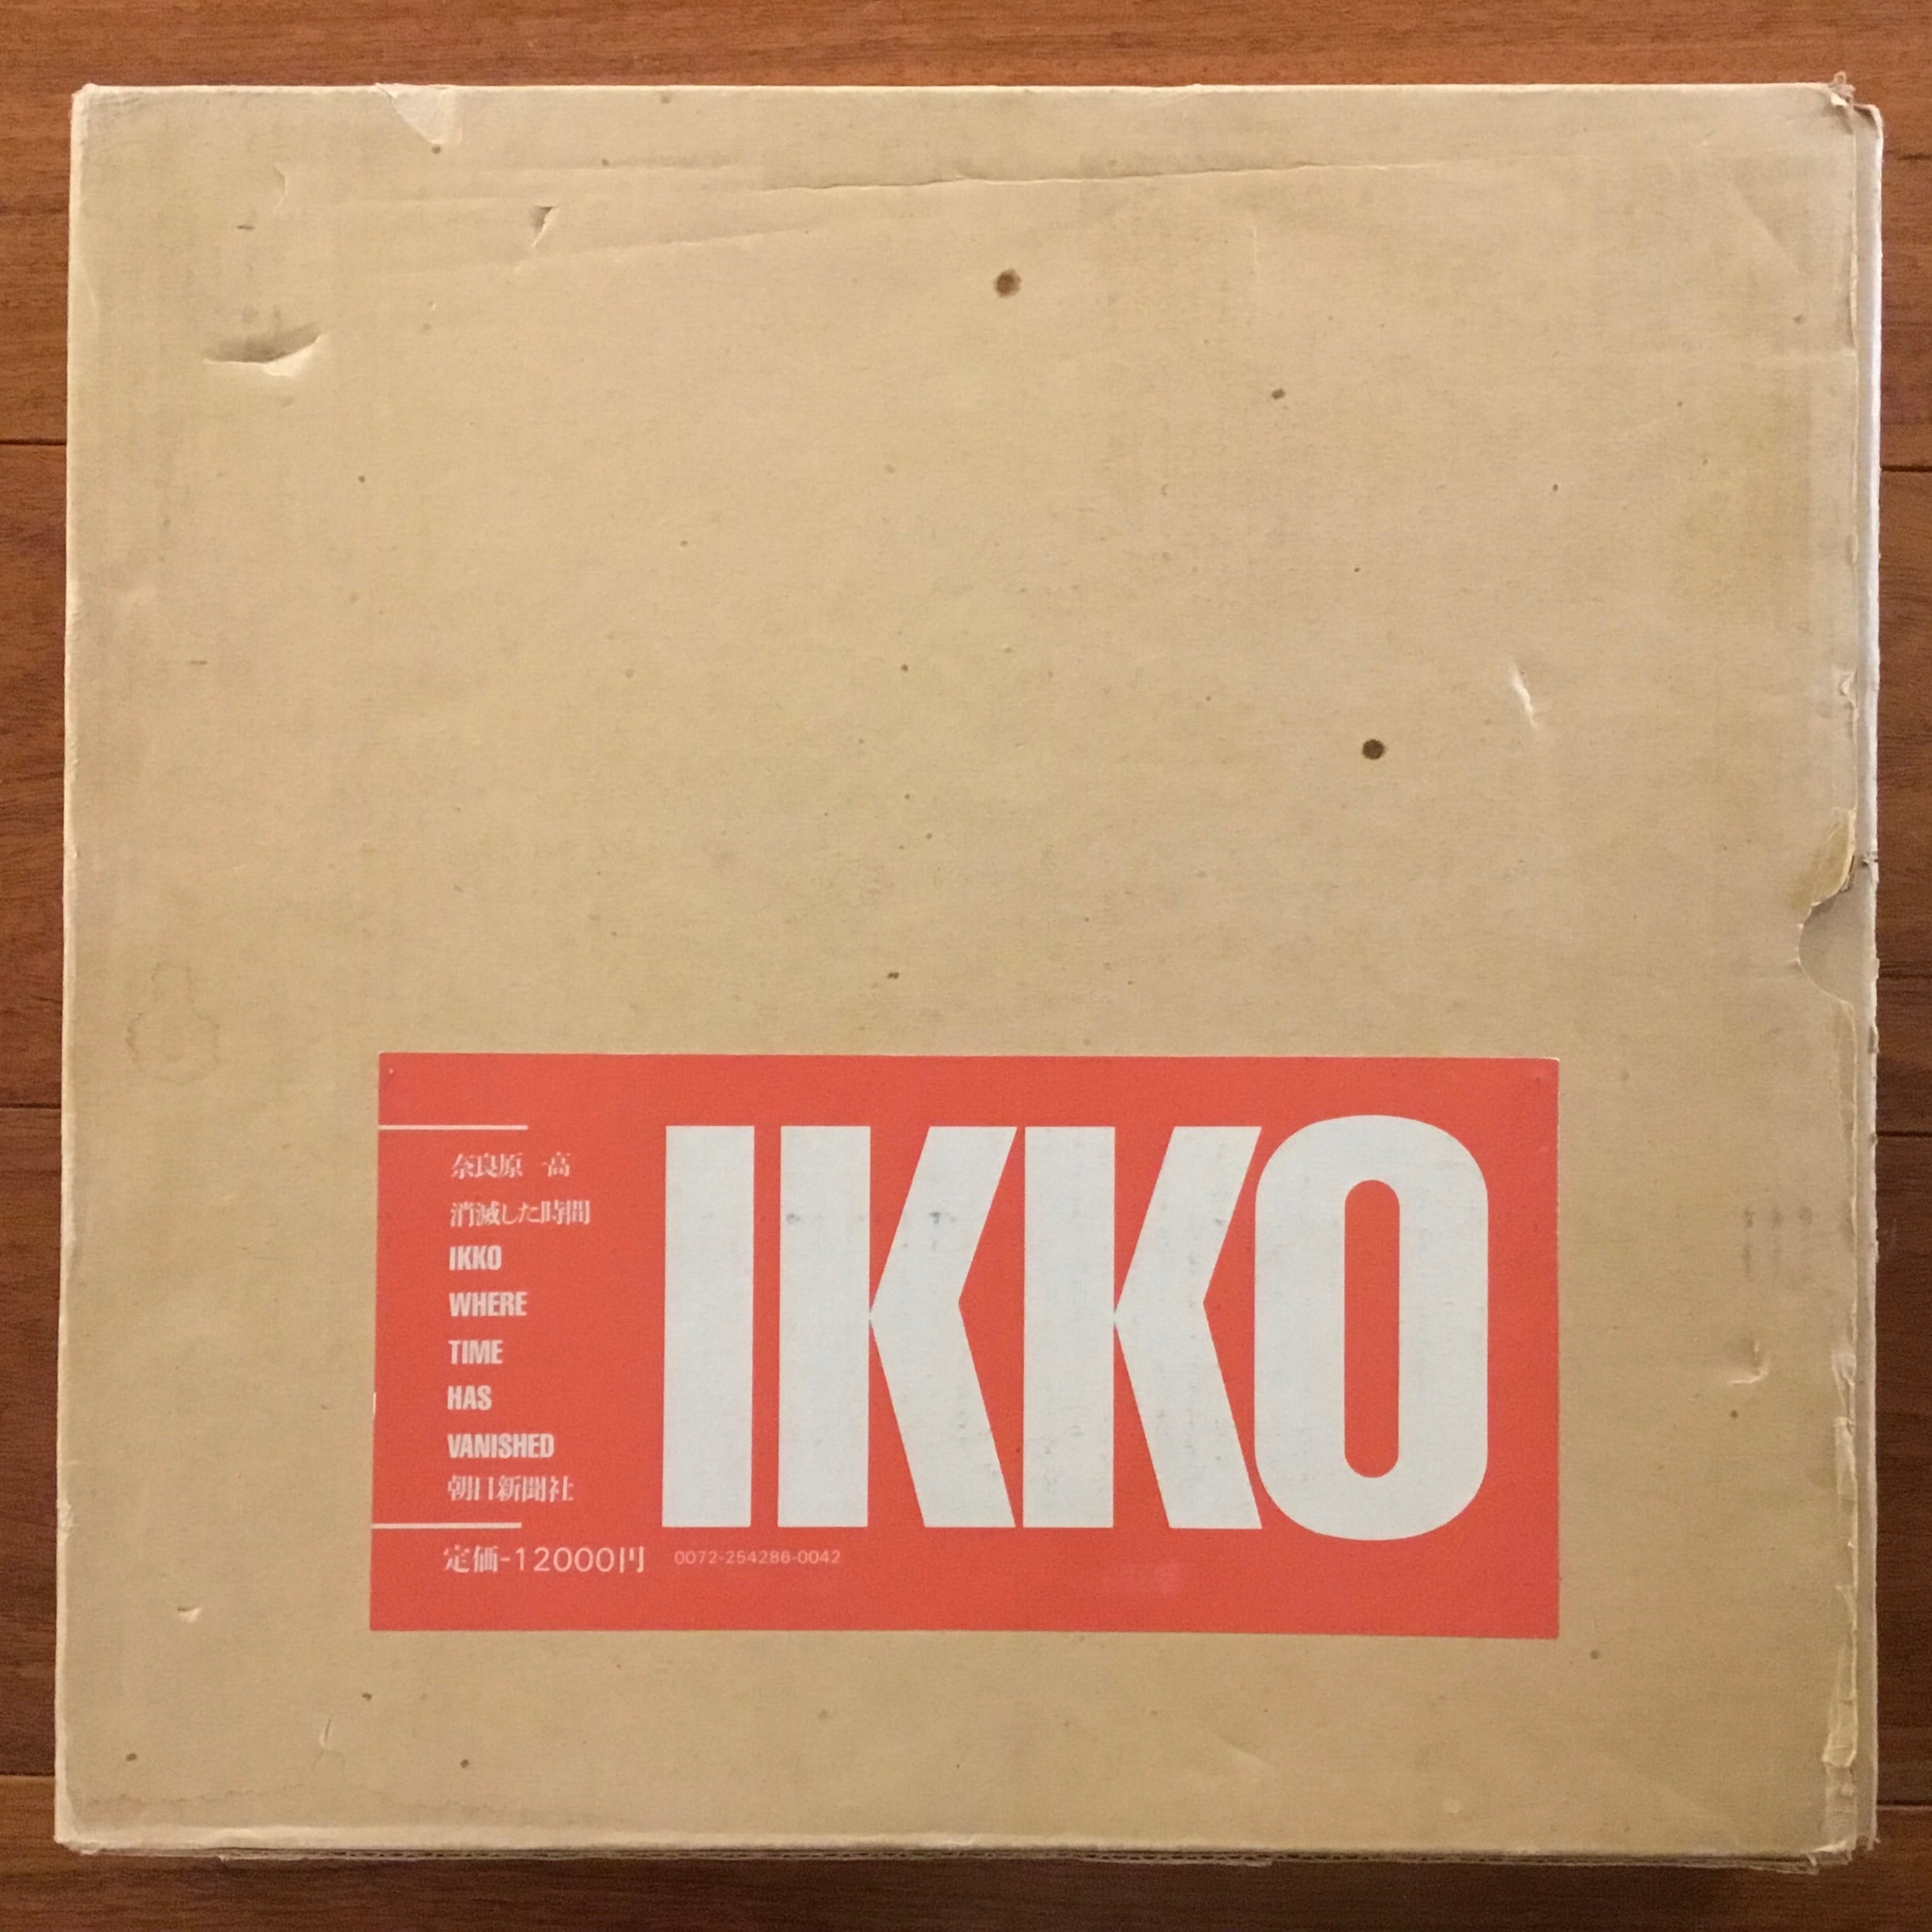 奈良原一高
消滅した時間
IKKO
WHERE
TIME
HAS
VANISHED
朝日新聞社
定価-12000円 0072-254286-0042
IKKO